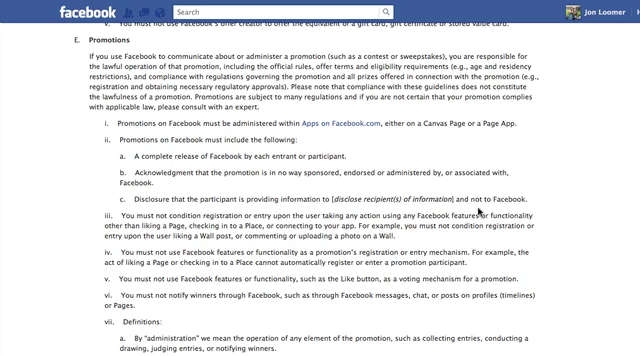 facebook
Search
Jon Loomer
v. You must not use Facebook's offer creator to offer the equivalent of a gift card, gift certificate or stored value card.
E. Promotions
If you use Facebook to communicate about or administer a promotion (such as a contest or sweepstakes), you are responsible for
the lawful operation of that promotion, including the official rules, offer terms and eligibility requirements (e.g., age and residency
restrictions), and compliance with regulations governing the promotion and all prizes offered in connection with the promotion (e.g.,
registration and obtaining necessary regulatory approvals). Please note that compliance with these guidelines does not constitute
the lawfulness of a promotion. Promotions are subject to many regulations and if you are not certain that your promotion complies
with applicable law, please consult with an expert.
i. Promotions on Facebook must be administered within Apps on Facebook.com, either on a Canvas Page or a Page App.
ii. Promotions on Facebook must include the following:
a. A complete release of Facebook by each entrant or participant.
b. Acknowledgment that the promotion is in no way sponsored, endorsed or administered by, or associated with,
Facebook.
c. Disclosure that the participant is providing information to [disclose recipient(s) of information] and not to Facebook.
iii. You must not condition registration or entry upon the user taking any action using any Facebook features or functionality
other than liking a Page, checking in to a Place, or connecting to your app. For example, you must not condition registration or
entry upon the user liking a Wall post, or commenting or uploading a photo on a Wall.
iv. You must not use Facebook features or functionality as a promotion's registration or entry mechanism. For example, the
act of liking a Page or checking in to a Place cannot automatically register or enter a promotion participant.
v. You must not use Facebook features or functionality, such as the Like button, as a voting mechanism for a promotion.
vi. You must not notify winners through Facebook, such as through Facebook messages, chat, or posts on profiles (timelines)
or Pages.
vii. Definitions:
a. By "administration" we mean the operation of any element of the promotion, such as collecting entries, conducting a
drawing, judging entries, or notifying winners.